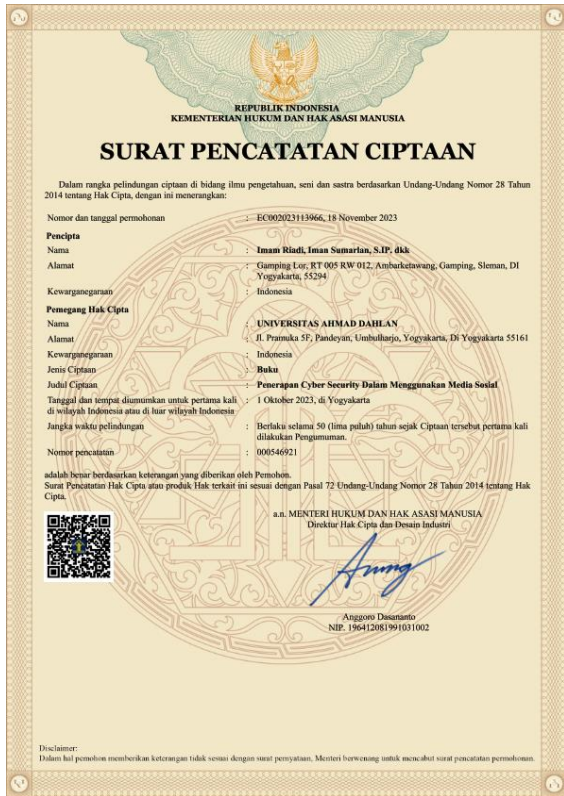 REPUBLIK INDONESIA
KEMENTERIAN HUKUM DAN HAK ASASI MANUSIA
SURAT PENCATATAN CIPTAAN
Dalam rangka pelindungan ciptaan di bidang ilmu pengetahuan, seni dan sastra berdasarkan Undang-Undang Nomor 28 Tahun
2014 tentang Hak Cipta, dengan ini menerangkan:
Nomor dan tanggal permohonan : EC002023113966, 18 November 2023
Pencipta
Nama : Imam Riadi, Iman Sumarlan, S.IP, dkk
Alamat : Gamping Lor, RT 005 RW 012, Ambarketawang, Gamping, Sleman, DI
Yogyakarta, 55294
Kewarganegaraan : Indonesia
Pemegang Hak Cipta
Nama : UNIVERSITAS AHMAD DAHLAN
Alamat : Jl. Pramuka 5F, Pandeyan, Umbulharjo, Yogyakarta, Di Yogyakarta 55161
Kewarganegaraan : Indonesia
Jenis Ciptaan : Buku
Judul Ciptaan : Penerapan Cyber Security Dalam Menggunakan Media Sosial
Tanggal dan tempat diumumkan untuk pertama kali : 1 Oktober 2023, di Yogyakarta
di wilayah Indonesia atau di luar wilayah Indonesia
Jangka waktu pelindungan : Berlaku selama 50 (lima puluh) tahun sejak Ciptaan tersebut pertama kali
dilakukan Pengumuman.
Nomor pencatatan : 000546921
adalah benar berdasarkan keterangan yang diberikan oleh Pemohon.
Surat Pencatatan Hak Cipta atau produk Hak terkait ini sesuai dengan Pasal 72 Undang-Undang Nomor 28 Tahun 2014 tentang Hak
Cipta.
a.n. MENTERI HUKUM DAN HAK ASASI MANUSIA
Direktur Hak Cipta dan Desain Industri
Anggoro Dasananto
NIP. 196412081991031002
Disclaimer:
Dalam hal pemohon memberikan keterangan tidak sesuai dengan surat pernyataan, Menteri berwenang untuk mencabut surat pencatatan permohonan.